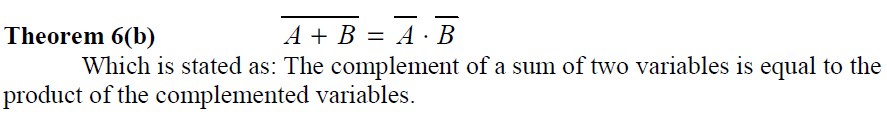 Theorem 6(b) $\overline{A + B} = \overline{A} \cdot \overline{B}$
Which is stated as: The complement of a sum of two variables is equal to the
product of the complemented variables.